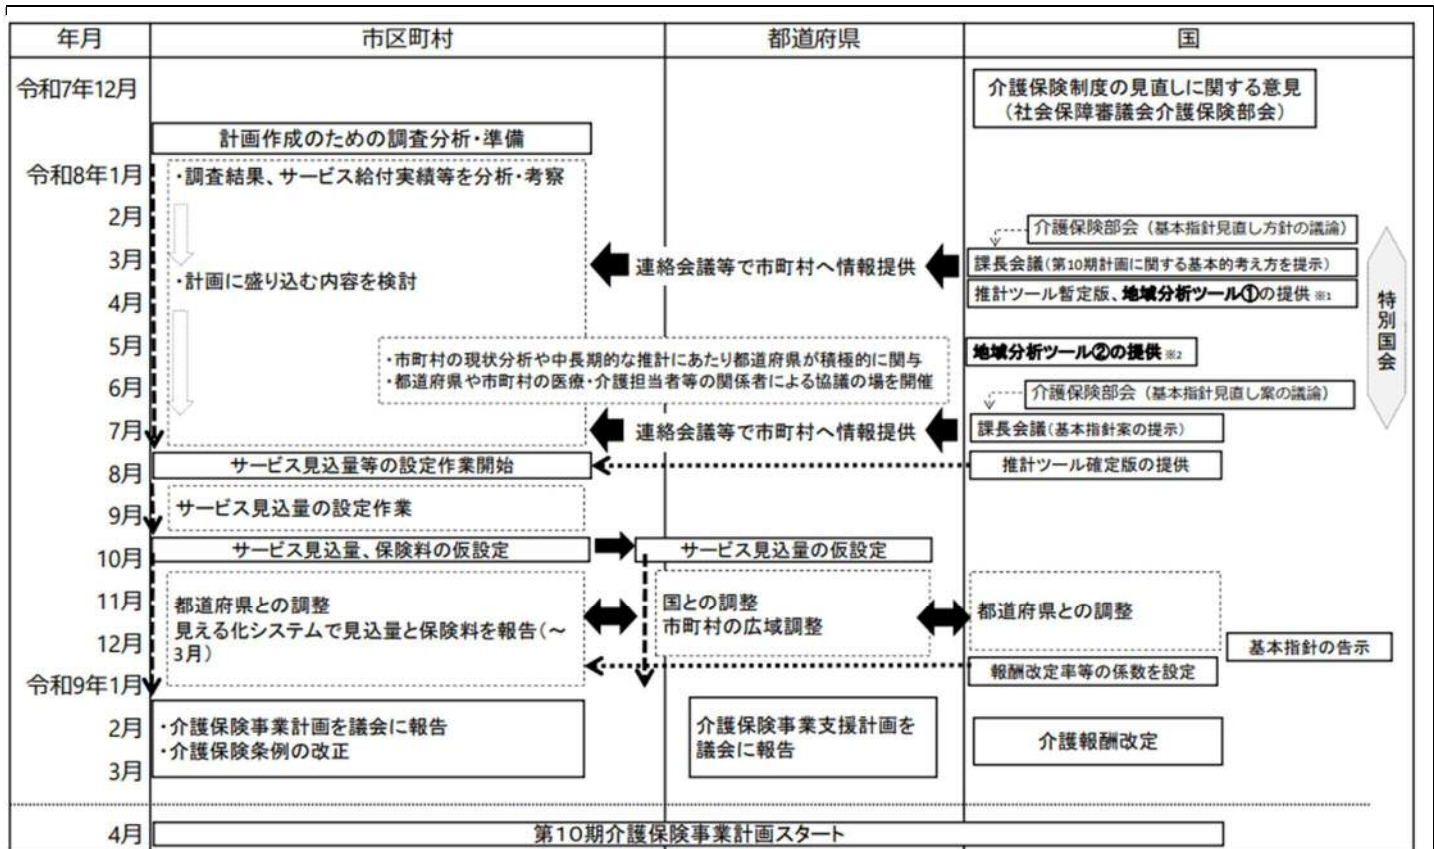 年月
市区町村
都道府県
国
令和7年12月
介護保険制度の見直しに関する意見
(社会保障審議会介護保険部会)
計画作成のための調査分析・準備
令和8年1月
・調査結果、サービス給付実績等を分析・考察
2月
介護保険部会(基本指針見直し方針の議論)
3月
連絡会議等で市町村へ情報提供
課長会議(第10期計画に関する基本的考え方を提示)
・計画に盛り込む内容を検討
4月
推計ツール暫定版、地域分析ツール①の提供 ※1
特別国会
5月
・市町村の現状分析や中長期的な推計にあたり都道府県が積極的に関与
・都道府県や市町村の医療・介護担当者等の関係者による協議の場を開催
地域分析ツール②の提供 ※2
6月
介護保険部会(基本指針見直し案の議論)
7月
連絡会議等で市町村へ情報提供
課長会議(基本指針案の提示)
8月
サービス見込量等の設定作業開始
推計ツール確定版の提供
9月
サービス見込量の設定作業
10月
サービス見込量、保険料の仮設定
サービス見込量の仮設定
11月
都道府県との調整
見える化システムで見込量と保険料を報告(~
3月)
国との調整
市町村の広域調整
都道府県との調整
12月
基本指針の告示
令和9年1月
報酬改定率等の係数を設定
2月
・介護保険事業計画を議会に報告
・介護保険条例の改正
介護保険事業支援計画を
議会に報告
介護報酬改定
3月
4月
第10期介護保険事業計画スタート